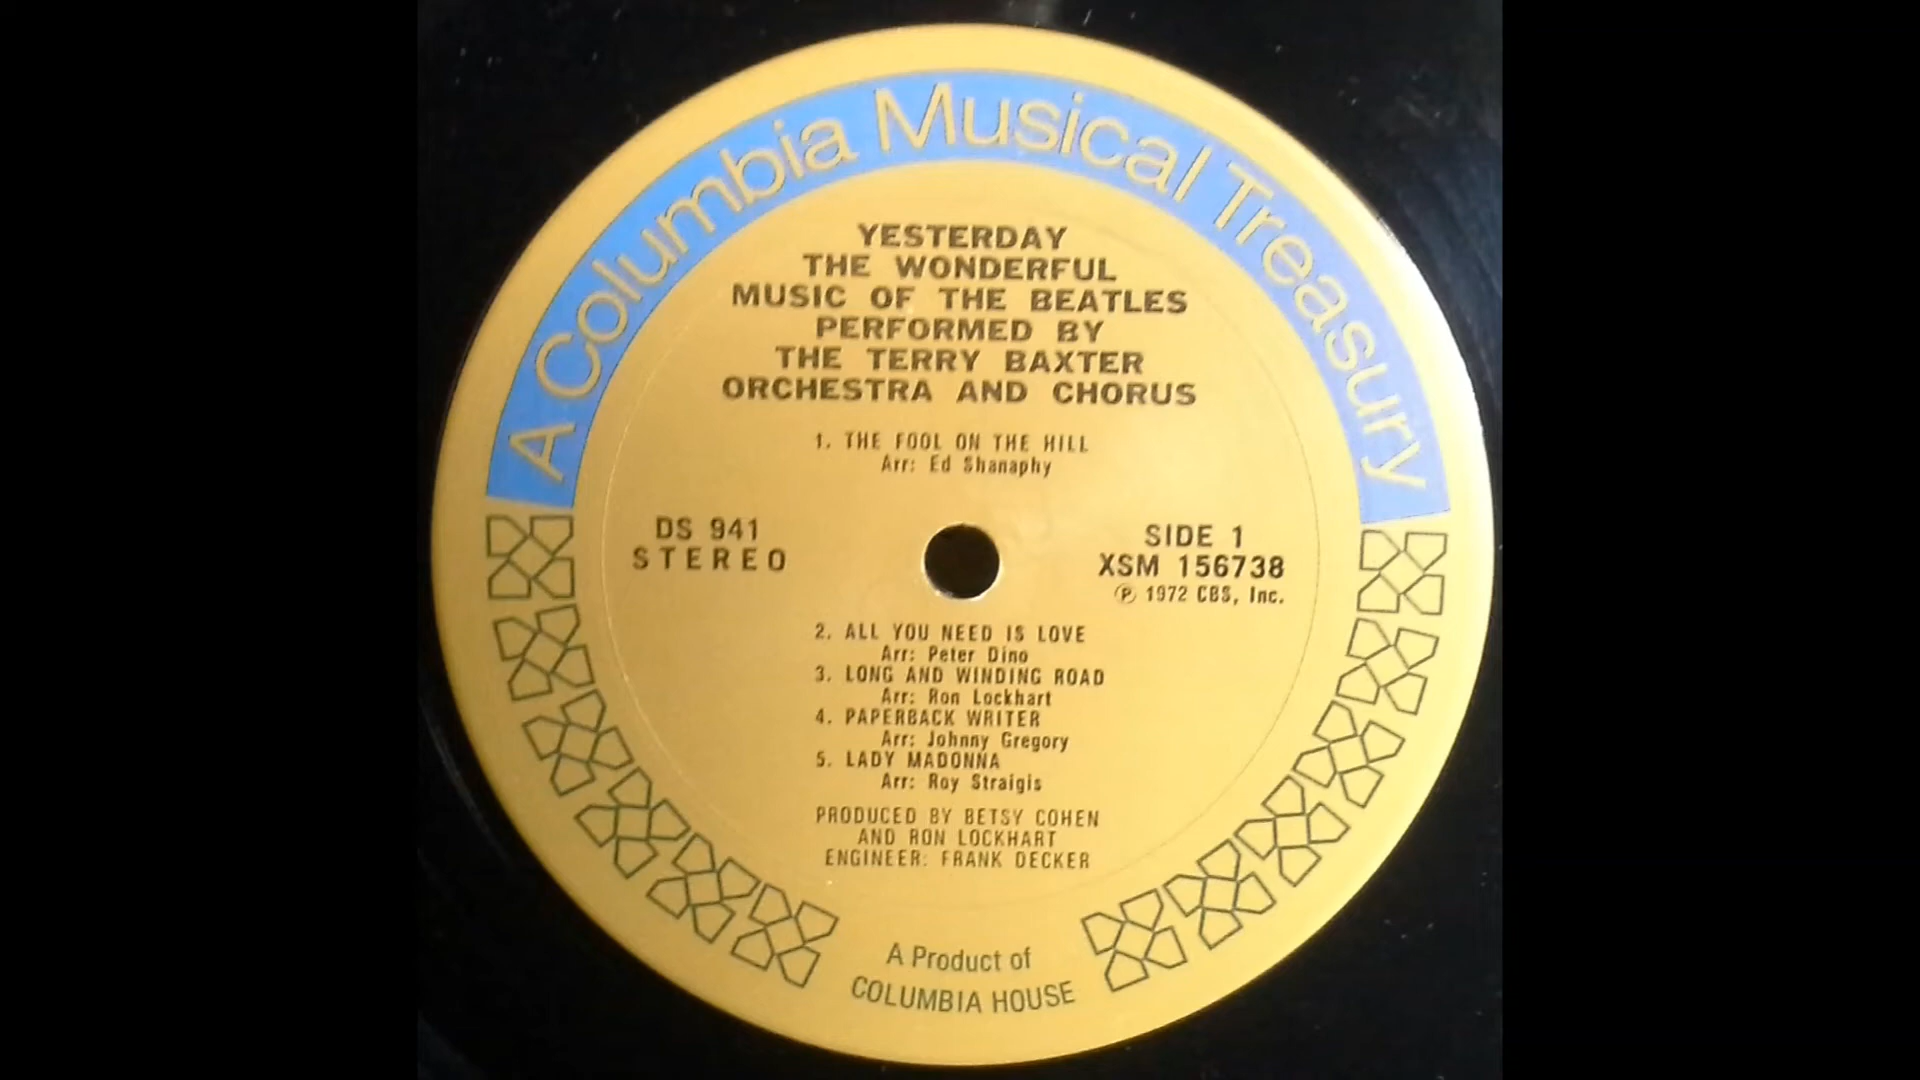 A Columbia Musical Treasury
YESTERDAY
THE WONDERFUL
MUSIC OF THE BEATLES
PERFORMED BY
THE TERRY BAXTER
ORCHESTRA AND CHORUS
1. THE FOOL ON THE HILL
Arr: Ed Shanaphy
DS 941
STEREO
SIDE 1
XSM 156738
Ⓟ 1972 CBS, Inc.
2. ALL YOU NEED IS LOVE
Arr: Peter Dino
3. LONG AND WINDING ROAD
Arr: Ron Lockhart
4. PAPERBACK WRITER
Arr: Johnny Gregory
5. LADY MADONNA
Arr: Roy Straigis
PRODUCED BY BETSY COHEN
AND RON LOCKHART
ENGINEER: FRANK DECKER
A Product of
COLUMBIA HOUSE